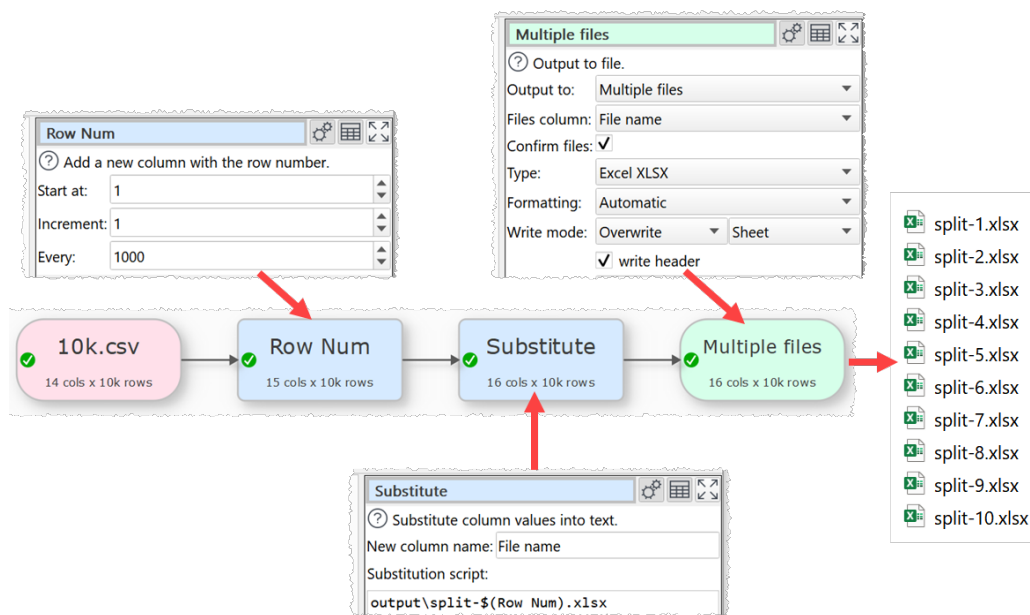 Multiple files
Output to file.
Output to: Multiple files
Files column: File name
Confirm files:
Type: Excel XLSX
Formatting: Automatic
Write mode: Overwrite Sheet
write header
Row Num
Add a new column with the row number.
Start at: 1
Increment: 1
Every: 1000
10k.csv
14 cols x 10k rows
Row Num
15 cols x 10k rows
Substitute
16 cols x 10k rows
Multiple files
16 cols x 10k rows
split-1.xlsx
split-2.xlsx
split-3.xlsx
split-4.xlsx
split-5.xlsx
split-6.xlsx
split-7.xlsx
split-8.xlsx
split-9.xlsx
split-10.xlsx
Substitute
Substitute column values into text.
New column name: File name
Substitution script:
output\split-$(Row Num).xlsx